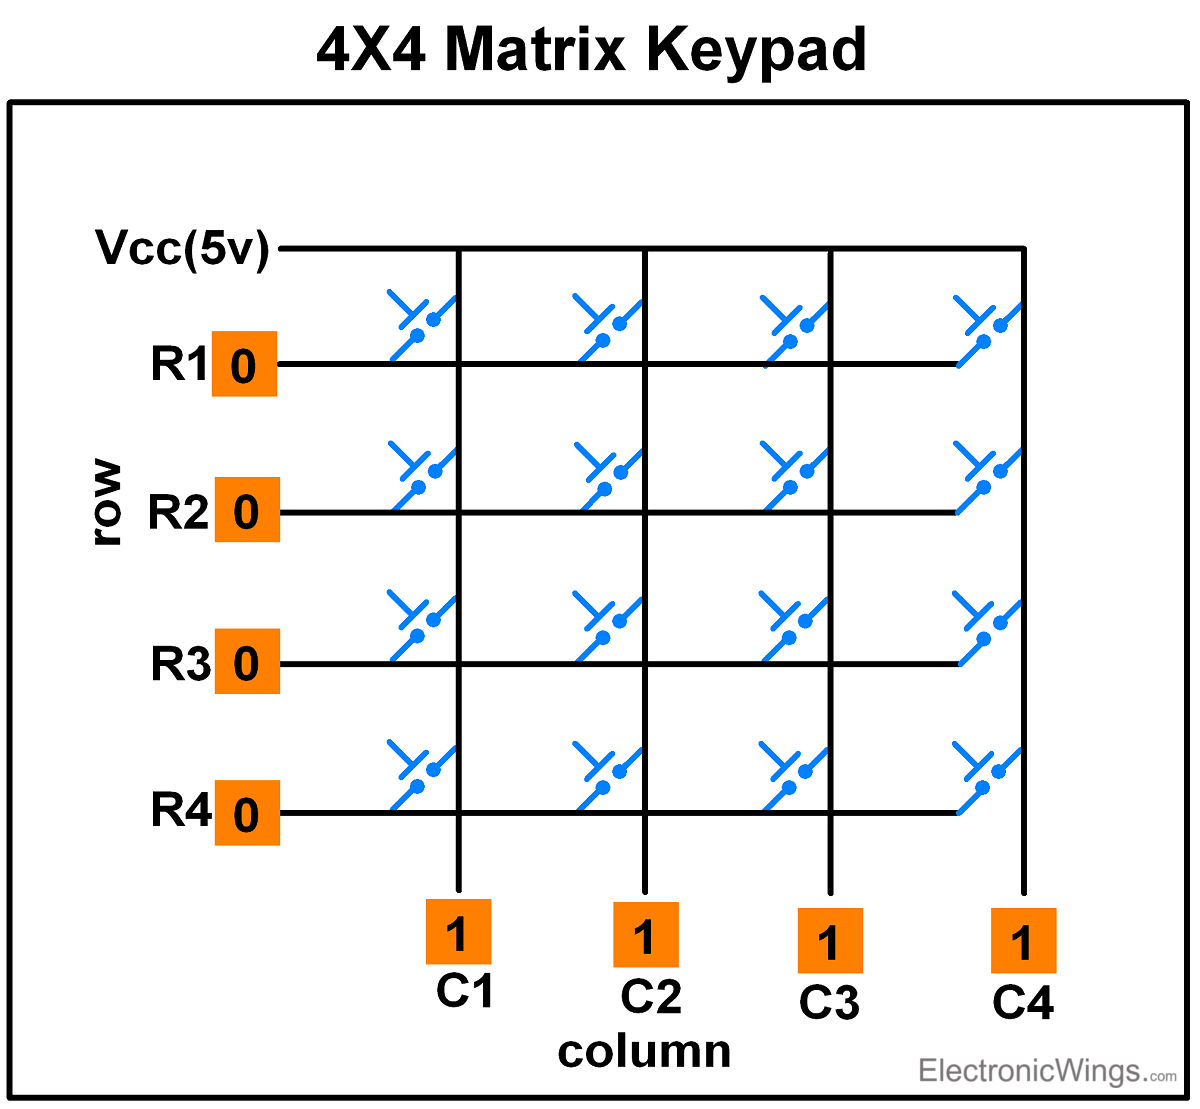 4X4 Matrix Keypad
Vcc(5v)
R1 0
row
R2 0
R3 0
R4 0
1 1 1 1
C1 C2 C3 C4
column
ElectronicWings.com